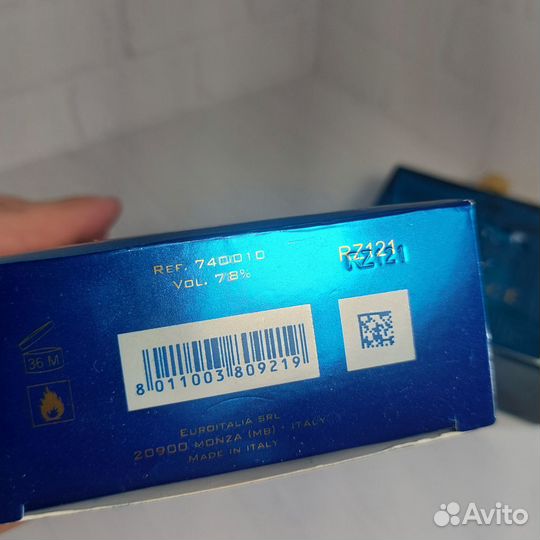 REF. 740010
VOL. 78%
RZ121
RZ121
36 M
8 011003 809219
EUROITALIA SRL
20900 MONZA (MB) - ITALY
MADE IN ITALY
Avito